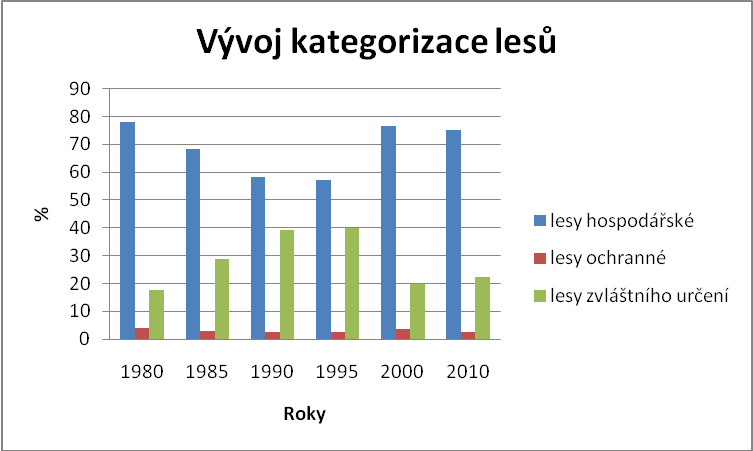 Vývoj kategorizace lesů
90
80
70
60
50
40
30
20
10
0
%
1980 1985 1990 1995 2000 2010
Roky
lesy hospodářské
lesy ochranné
lesy zvláštního určení